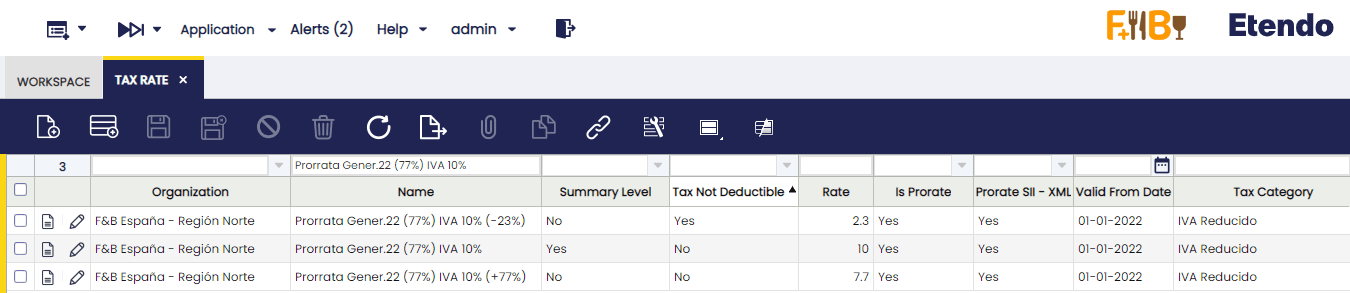 Application Alerts (2) Help admin F&B Etendo
WORKSPACE TAX RATE ×
3 Prorrata Gener.22 (77%) IVA 10%
Organization Name Summary Level Tax Not Deductible Rate Is Prorate Prorate SII - XML Valid From Date Tax Category
F&B España - Región Norte Prorrata Gener.22 (77%) IVA 10% (-23%) No Yes 2.3 Yes Yes 01-01-2022 IVA Reducido
F&B España - Región Norte Prorrata Gener.22 (77%) IVA 10% Yes No 10 Yes Yes 01-01-2022 IVA Reducido
F&B España - Región Norte Prorrata Gener.22 (77%) IVA 10% (+77%) No No 7.7 Yes Yes 01-01-2022 IVA Reducido